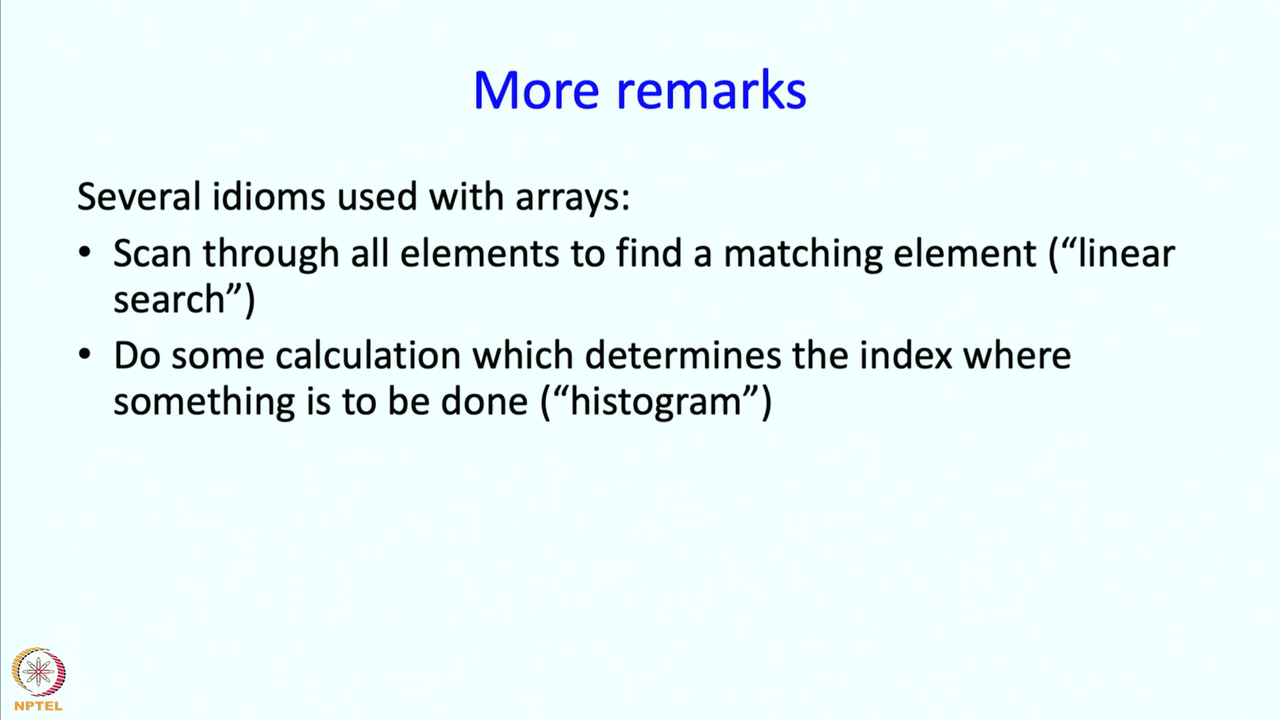 More remarks
Several idioms used with arrays:
• Scan through all elements to find a matching element (“linear
search”)
• Do some calculation which determines the index where
something is to be done (“histogram”)
NPTEL